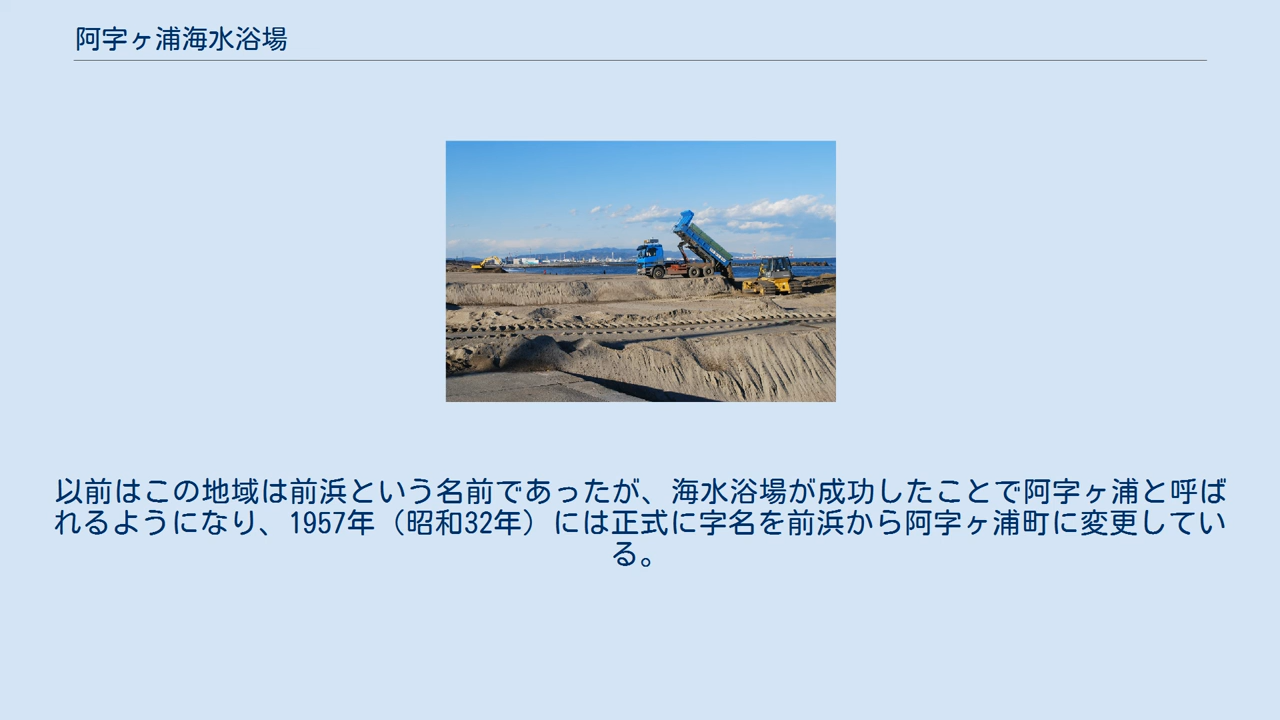 阿字ヶ浦海水浴場
以前はこの地域は前浜という名前であったが、海水浴場が成功したことで阿字ヶ浦と呼ば
れるようになり、1957年（昭和32年）には正式に字名を前浜から阿字ヶ浦町に変更してい
る。